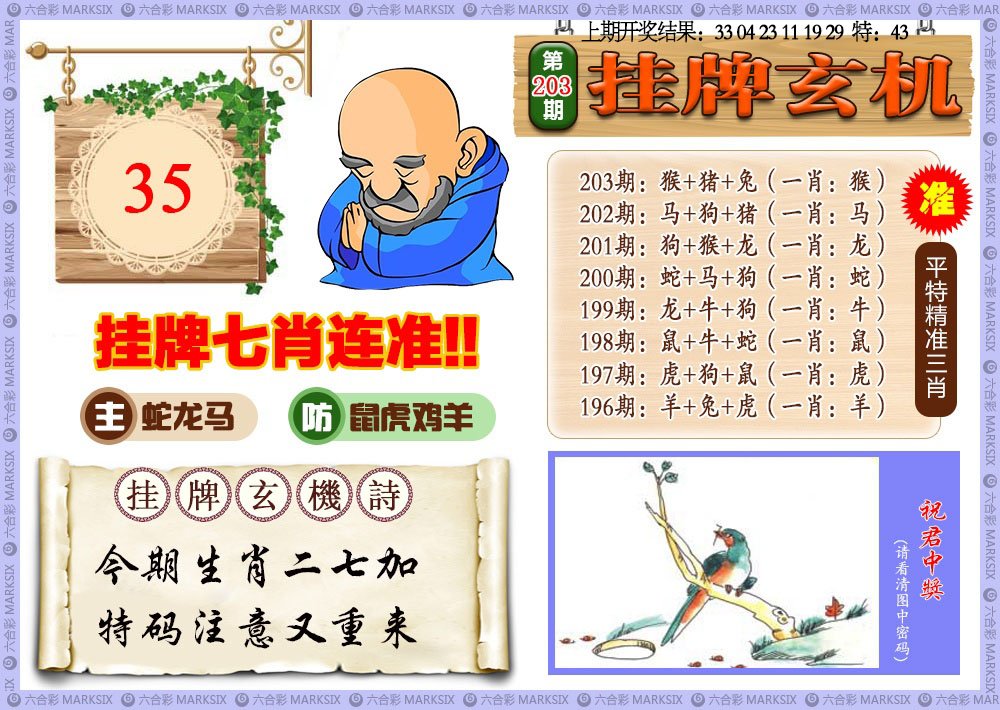 六合彩 MARKSIX
上期开奖结果：33 04 23 11 19 29 特：43
第
203
期
挂牌玄机
35
203期：猴+猪+兔（一肖：猴）
202期：马+狗+猪（一肖：马）
201期：狗+猴+龙（一肖：龙）
200期：蛇+马+狗（一肖：蛇）
199期：龙+牛+狗（一肖：牛）
198期：鼠+牛+蛇（一肖：鼠）
197期：虎+狗+鼠（一肖：虎）
196期：羊+兔+虎（一肖：羊）
准
平特精准三肖
挂牌七肖连准!!
主 蛇龙马
防 鼠虎鸡羊
挂牌玄機詩
今期生肖二七加
特码注意又重来
祝君中獎
（请看清图中密码）